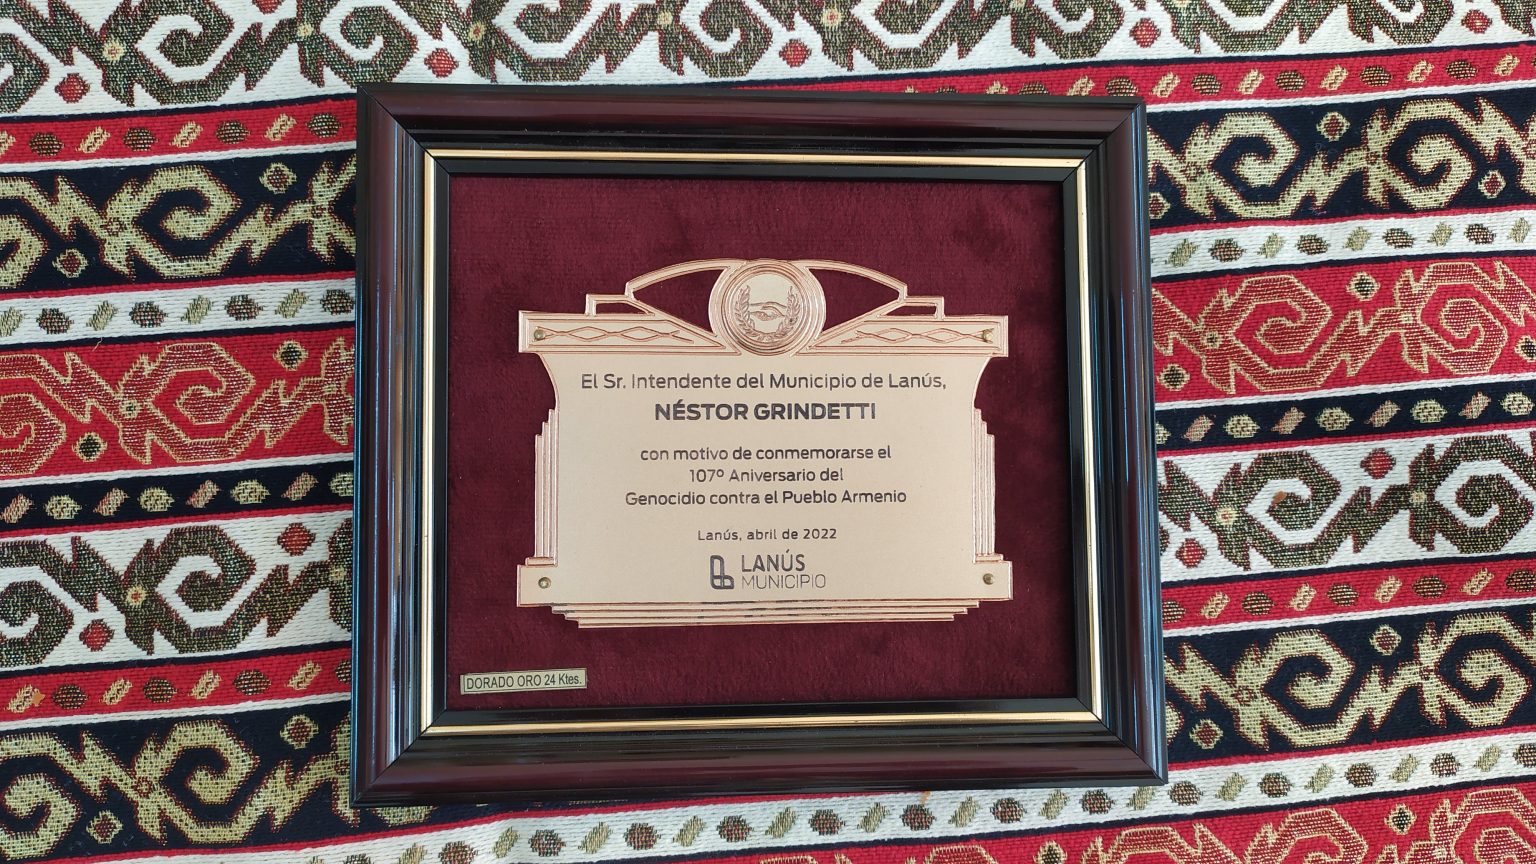 El Sr. Intendente del Municipio de Lanús,
NÉSTOR GRINDETTI
con motivo de conmemorarse el
107º Aniversario del
Genocidio contra el Pueblo Armenio
Lanús, abril de 2022
LANÚS
MUNICIPIO
DORADO ORO 24 Ktes.